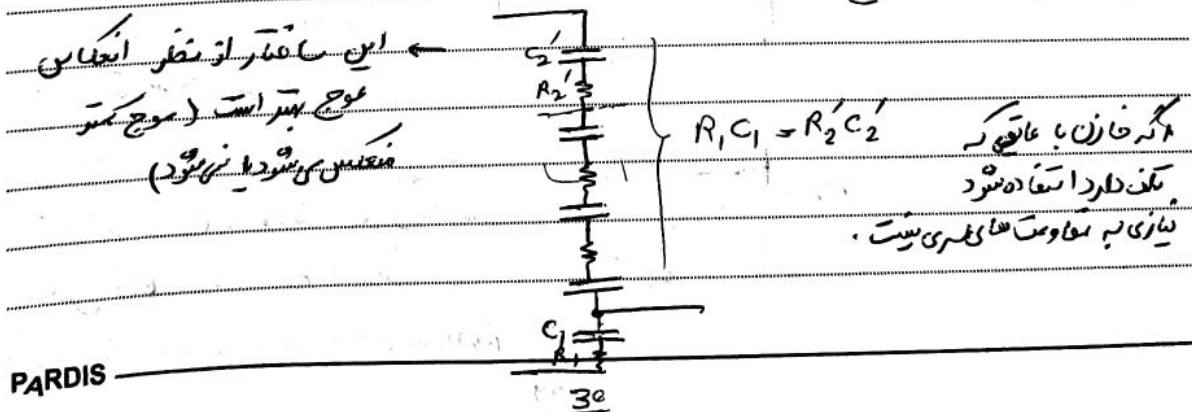 این ساختار از نظر انعکاس ←
موج بهتر است (موج کمتر
منعکس می‌شود یا نمی‌شود)
C₂'
R₂'
R₁C₁ = R₂'C₂'
اگر خازن با عایقی که
تلف دارد استفاده شود
نیازی به مقاومت های سری نیست.
C₁
R₁
PARDIS
30